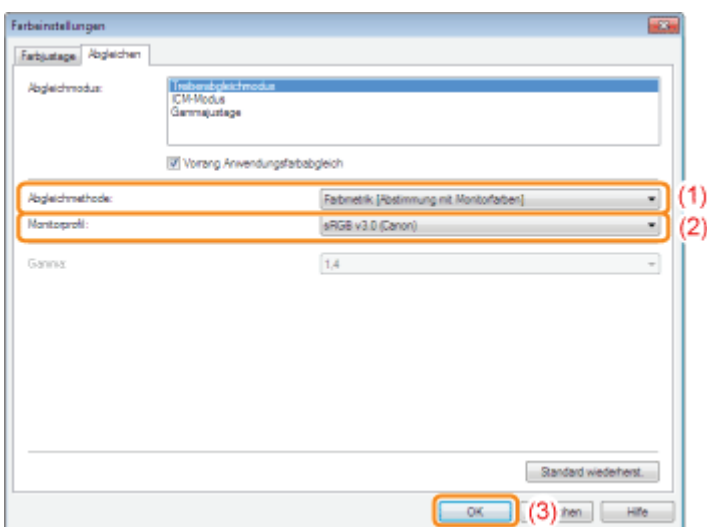 Farbeinstellungen
Farbjustage Abgleichen
Abgleichmodus:
Treiberabgleichmodus
ICM-Modus
Gammajustage
Vorrang Anwendungsfarbabgleich
Abgleichmethode: Farbmetrik [Abstimmung mit Monitorfarben] (1)
Monitorprofil: sRGB v3.0 (Canon) (2)
Gamma: 1,4
Standard wiederherst.
OK (3) hen Hilfe